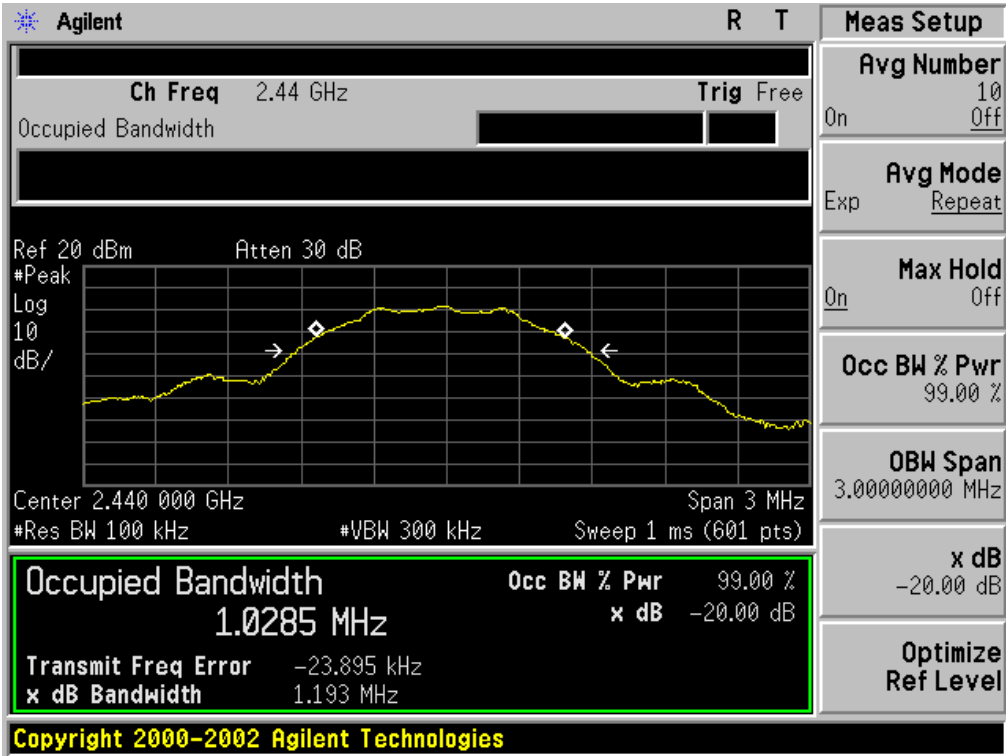 Agilent R T
Ch Freq 2.44 GHz Trig Free
Occupied Bandwidth
Ref 20 dBm Atten 30 dB
#Peak
Log
10
dB/
Center 2.440 000 GHz Span 3 MHz
#Res BW 100 kHz #VBW 300 kHz Sweep 1 ms (601 pts)
Occupied Bandwidth
1.0285 MHz
Occ BW % Pwr 99.00 %
x dB -20.00 dB
Transmit Freq Error -23.895 kHz
x dB Bandwidth 1.193 MHz
Copyright 2000-2002 Agilent Technologies
Meas Setup
Avg Number
10
On Off
Avg Mode
Exp Repeat
Max Hold
On Off
Occ BW % Pwr
99.00 %
OBW Span
3.00000000 MHz
x dB
-20.00 dB
Optimize
Ref Level